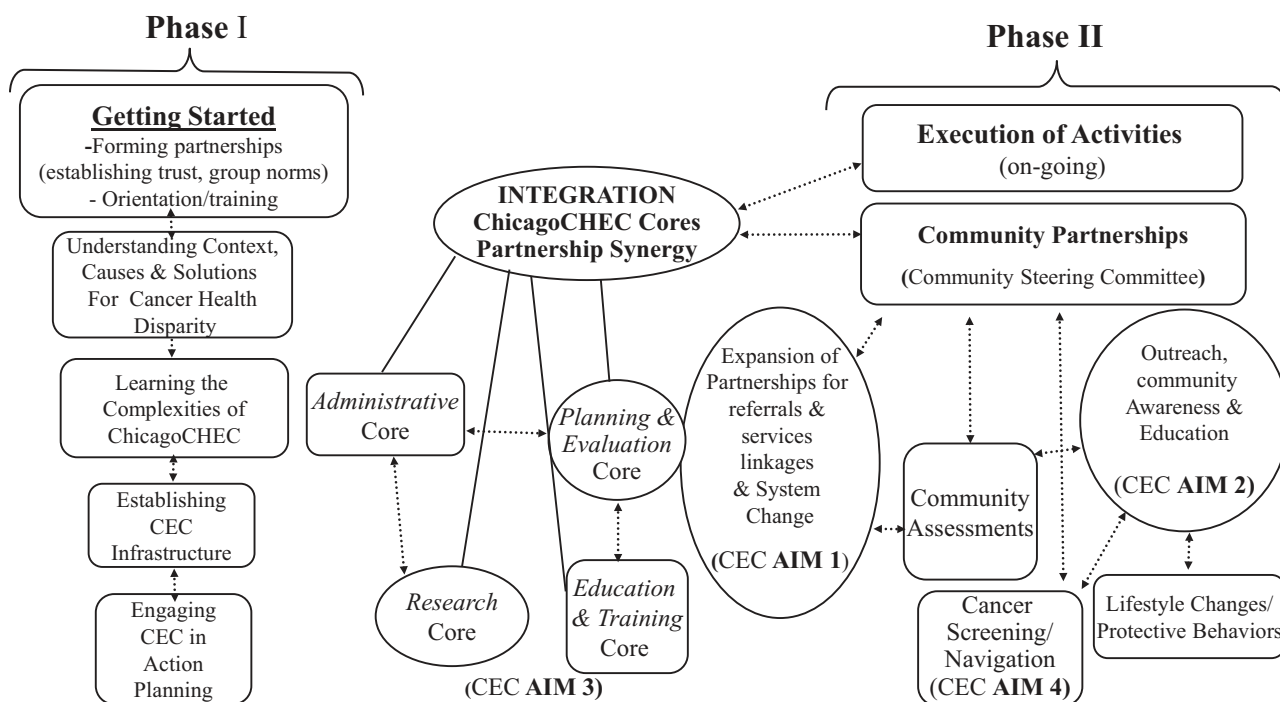 Phase I
Getting Started
-Forming partnerships
(establishing trust, group norms)
- Orientation/training
Understanding Context,
Causes & Solutions
For Cancer Health
Disparity
Learning the
Complexities of
ChicagoCHEC
Establishing
CEC
Infrastructure
Engaging
CEC in
Action
Planning
INTEGRATION
ChicagoCHEC Cores
Partnership Synergy
Administrative
Core
Planning &
Evaluation
Core
Research
Core
Education
& Training
Core
(CEC AIM 3)
Phase II
Execution of Activities
(on-going)
Community Partnerships
(Community Steering Committee)
Expansion of
Partnerships for
referrals &
services
linkages
& System
Change
(CEC AIM 1)
Community
Assessments
Outreach,
community
Awareness &
Education
(CEC AIM 2)
Cancer
Screening/
Navigation
(CEC AIM 4)
Lifestyle Changes/
Protective Behaviors